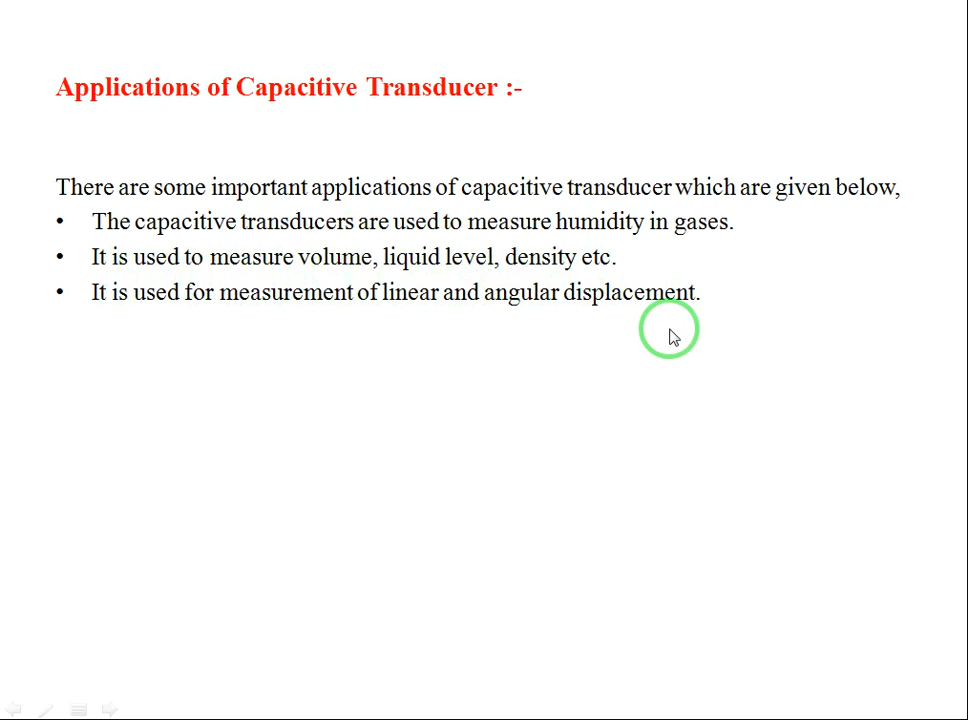 Applications of Capacitive Transducer :-
There are some important applications of capacitive transducer which are given below,
• The capacitive transducers are used to measure humidity in gases.
• It is used to measure volume, liquid level, density etc.
• It is used for measurement of linear and angular displacement.